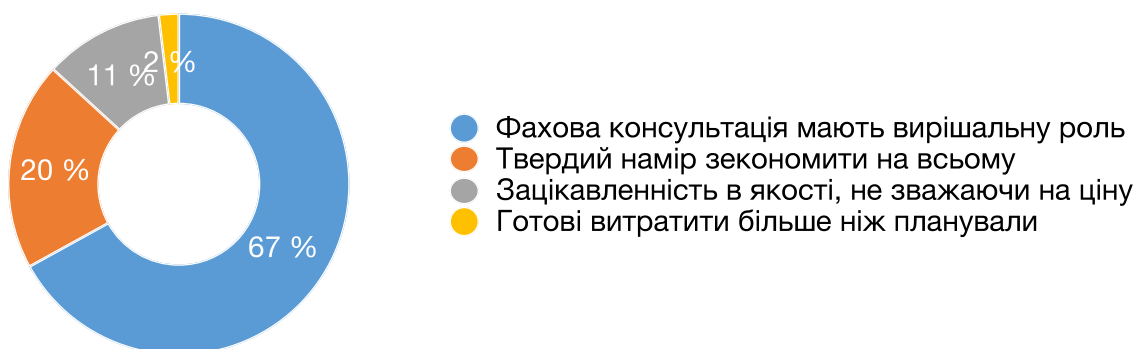 2 %
11 %
20 %
67 %
Фахова консультація мають вирішальну роль
Твердий намір зекономити на всьому
Зацікавленність в якості, не зважаючи на ціну
Готові витратити більше ніж планували